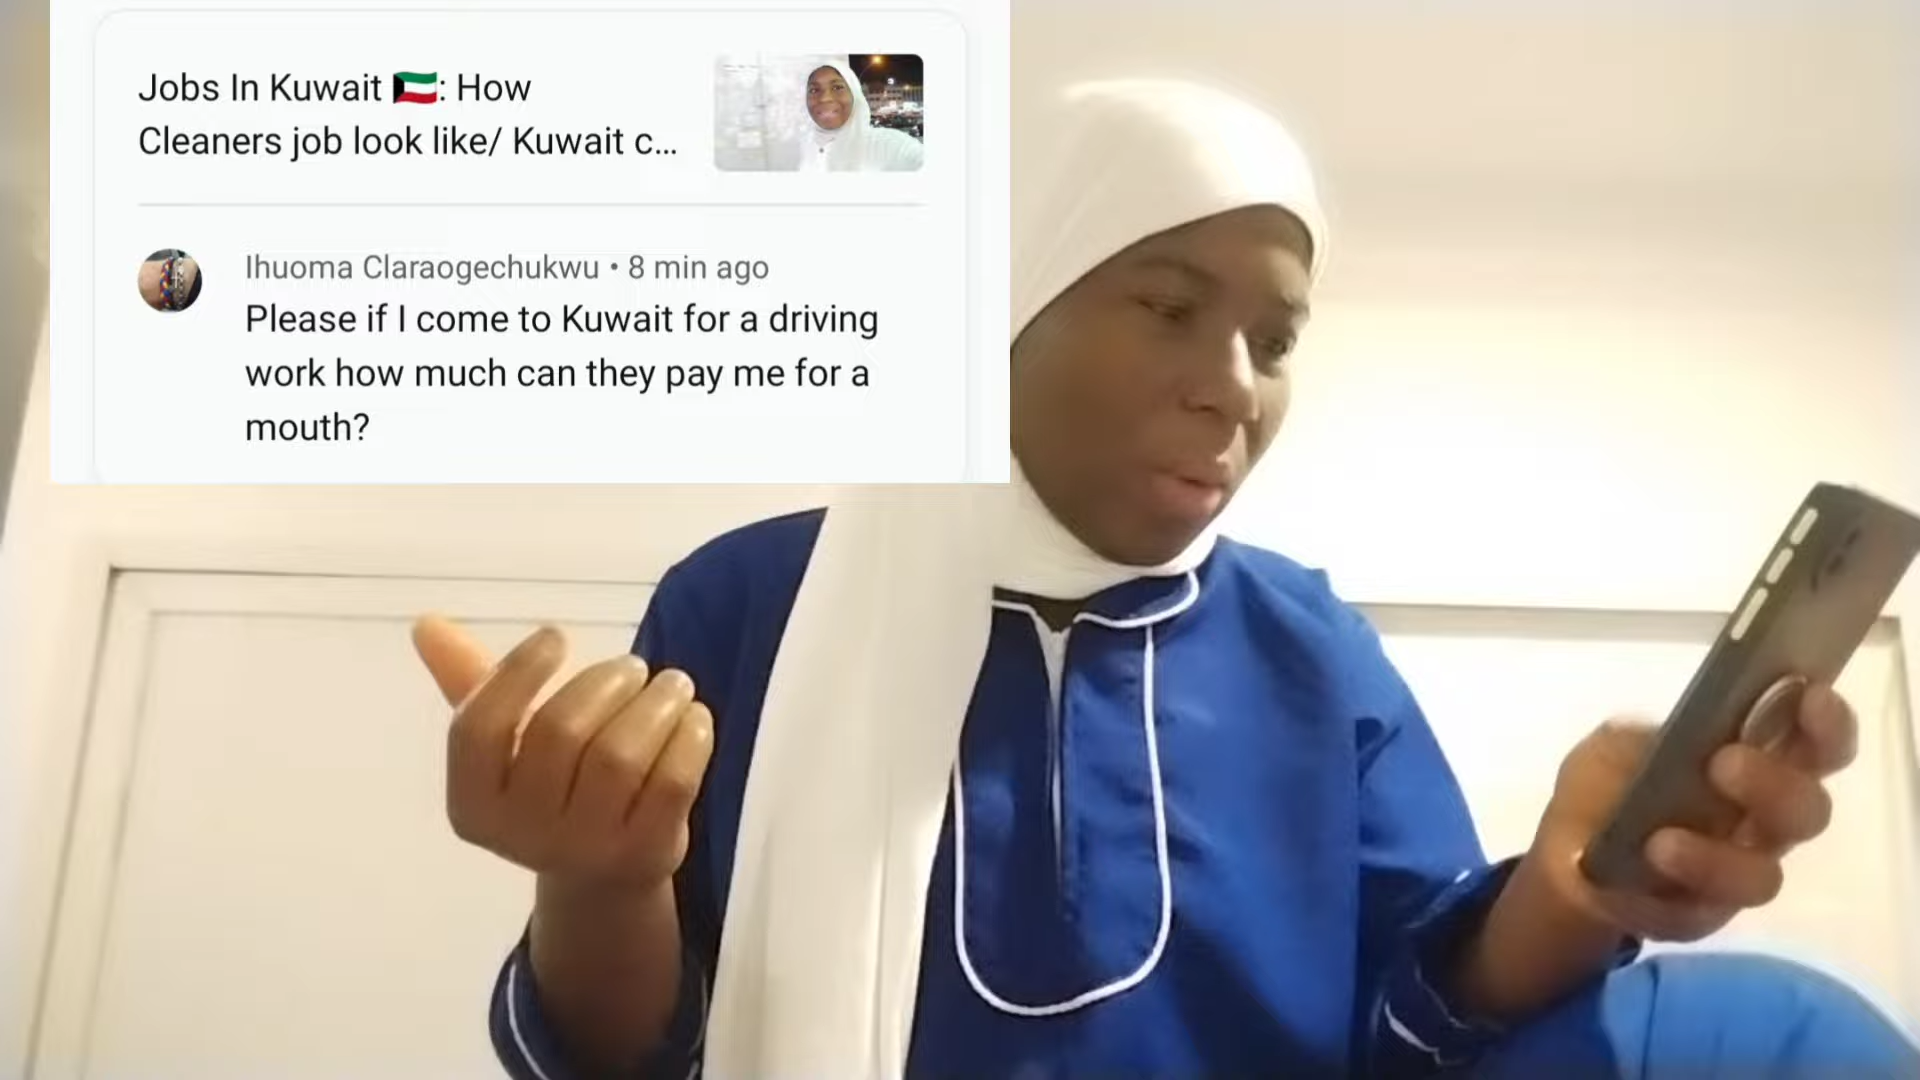 Jobs In Kuwait 🇰🇼: How
Cleaners job look like/ Kuwait c...
Ihuoma Claraogechukwu • 8 min ago
Please if I come to Kuwait for a driving
work how much can they pay me for a
mouth?